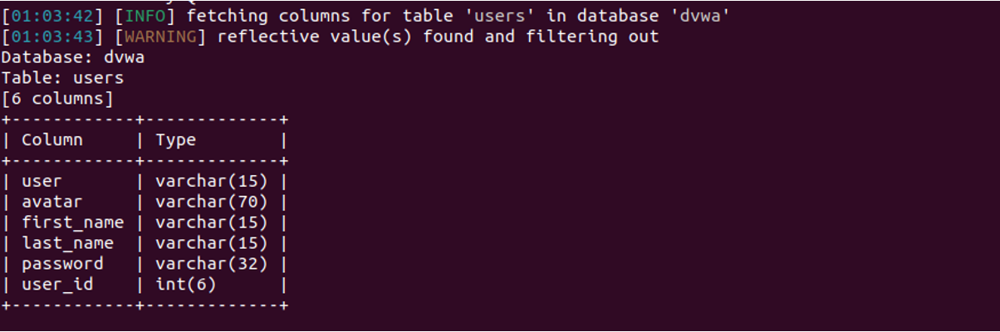 [01:03:42] [INFO] fetching columns for table 'users' in database 'dvwa'
[01:03:43] [WARNING] reflective value(s) found and filtering out
Database: dvwa
Table: users
[6 columns]
+------------+-------------+
| Column     | Type        |
+------------+-------------+
| user       | varchar(15) |
| avatar     | varchar(70) |
| first_name | varchar(15) |
| last_name  | varchar(15) |
| password   | varchar(32) |
| user_id    | int(6)      |
+------------+-------------+